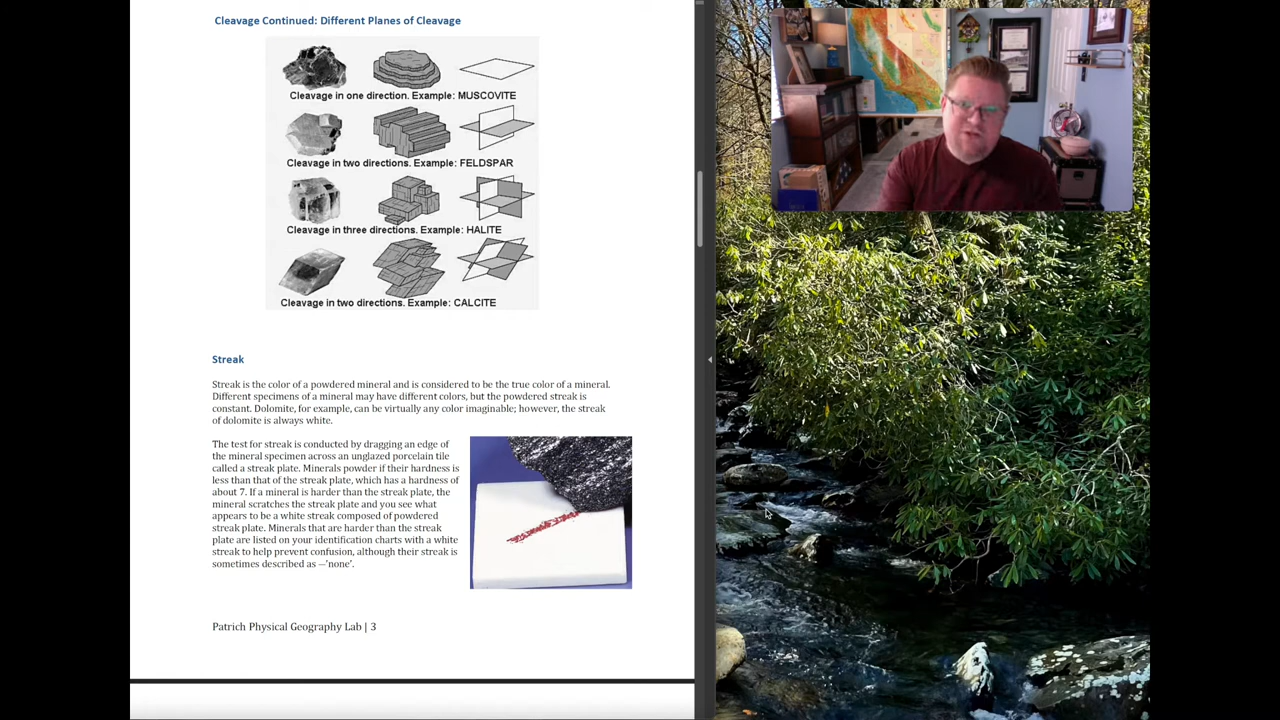 Cleavage Continued: Different Planes of Cleavage
Cleavage in one direction. Example: MUSCOVITE
Cleavage in two directions. Example: FELDSPAR
Cleavage in three directions. Example: HALITE
Cleavage in two directions. Example: CALCITE
Streak
Streak is the color of a powdered mineral and is considered to be the true color of a mineral.
Different specimens of a mineral may have different colors, but the powdered streak is
constant. Dolomite, for example, can be virtually any color imaginable; however, the streak
of dolomite is always white.
The test for streak is conducted by dragging an edge of
the mineral specimen across an unglazed porcelain tile
called a streak plate. Minerals powder if their hardness is
less than that of the streak plate, which has a hardness of
about 7. If a mineral is harder than the streak plate, the
mineral scratches the streak plate and you see what
appears to be a white streak composed of powdered
streak plate. Minerals that are harder than the streak
plate are listed on your identification charts with a white
streak to help prevent confusion, although their streak is
sometimes described as —'none'.
Patrich Physical Geography Lab | 3